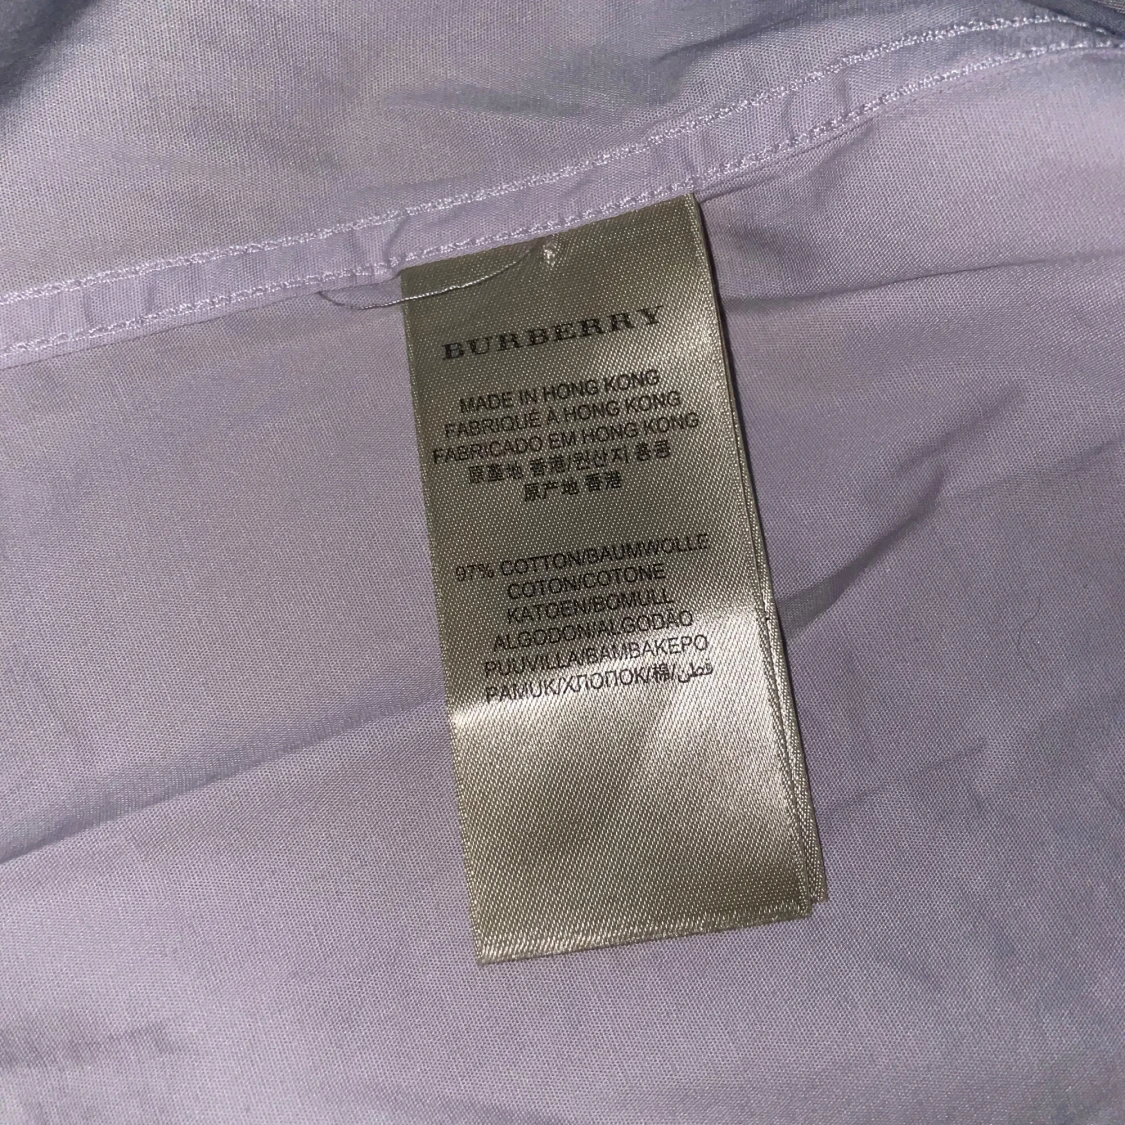 BURBERRY
MADE IN HONG KONG
FABRIQUÉ À HONG KONG
FABRICADO EM HONG KONG
原產地 香港/원산지 홍콩
原产地 香港
97% COTTON/BAUMWOLLE
COTON/COTONE
KATOEN/BOMULL
ALGODON/ALGODÃO
PUUVILLA/BAMBAKEPO
PAMUK/ХЛОПОК/棉/قطن